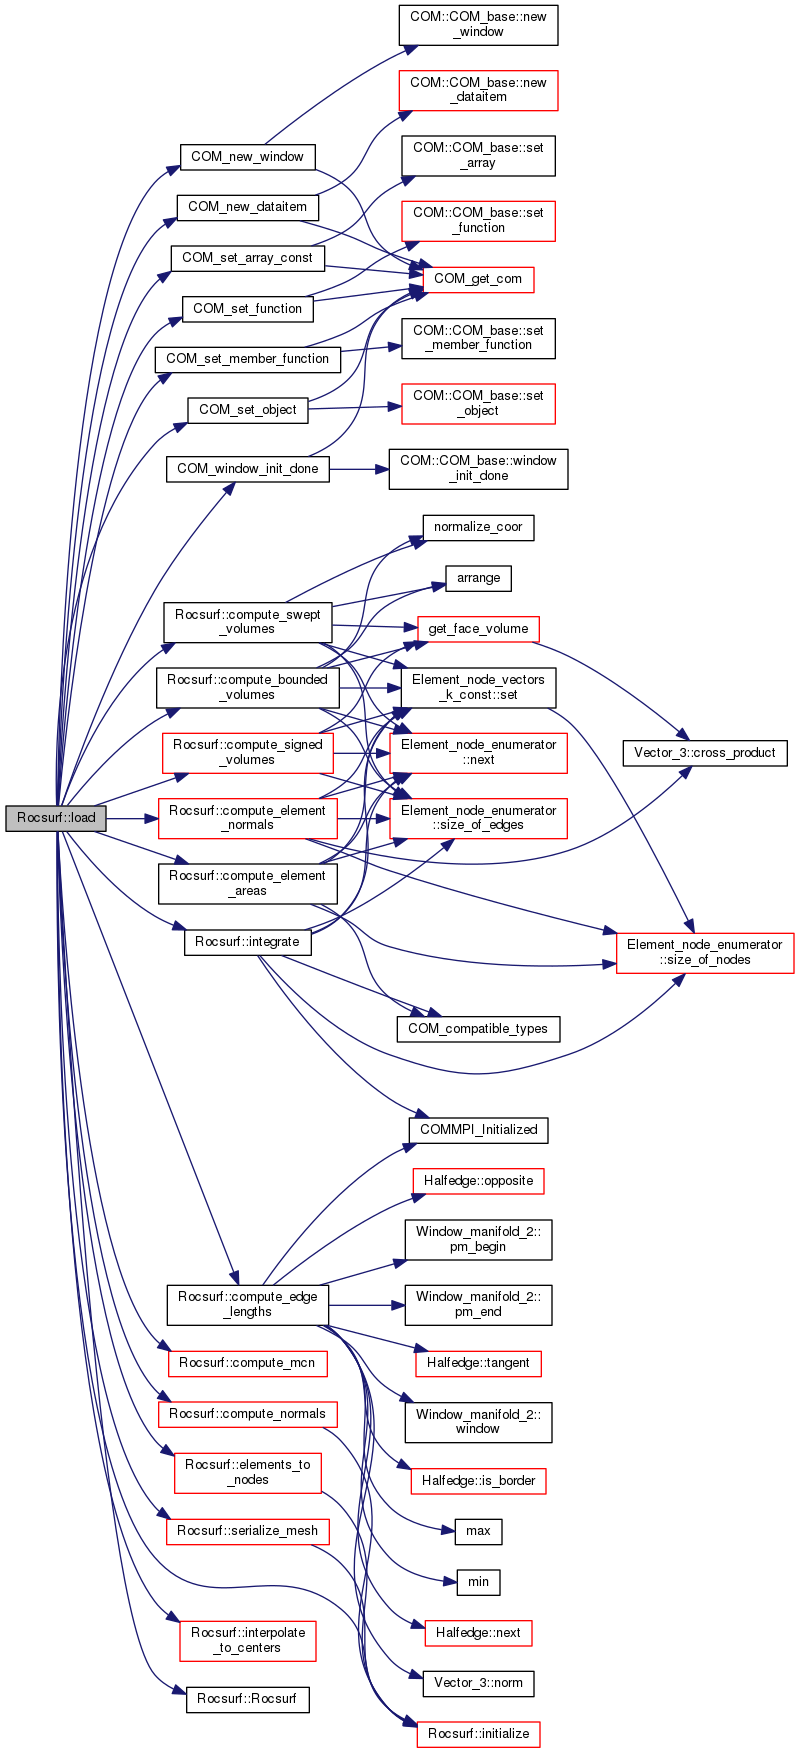 COM::COM_base::new
_window
COM::COM_base::new
_dataitem
COM::COM_base::set
_array
COM_new_window
COM_new_dataitem
COM::COM_base::set
_function
COM_set_array_const
COM_get_com
COM_set_function
COM::COM_base::set
_member_function
COM_set_member_function
COM::COM_base::set
_object
COM_set_object
COM_window_init_done
COM::COM_base::window
_init_done
normalize_coor
arrange
Rocsurf::compute_swept
_volumes
get_face_volume
Rocsurf::compute_bounded
_volumes
Element_node_vectors
_k_const::set
Rocsurf::compute_signed
_volumes
Element_node_enumerator
::next
Vector_3::cross_product
Rocsurf::load
Rocsurf::compute_element
_normals
Element_node_enumerator
::size_of_edges
Rocsurf::compute_element
_areas
Rocsurf::integrate
Element_node_enumerator
::size_of_nodes
COM_compatible_types
COMMPI_Initialized
Halfedge::opposite
Window_manifold_2::
pm_begin
Rocsurf::compute_edge
_lengths
Window_manifold_2::
pm_end
Rocsurf::compute_mcn
Halfedge::tangent
Rocsurf::compute_normals
Window_manifold_2::
window
Rocsurf::elements_to
_nodes
Halfedge::is_border
Rocsurf::serialize_mesh
max
min
Rocsurf::interpolate
_to_centers
Halfedge::next
Rocsurf::Rocsurf
Vector_3::norm
Rocsurf::initialize